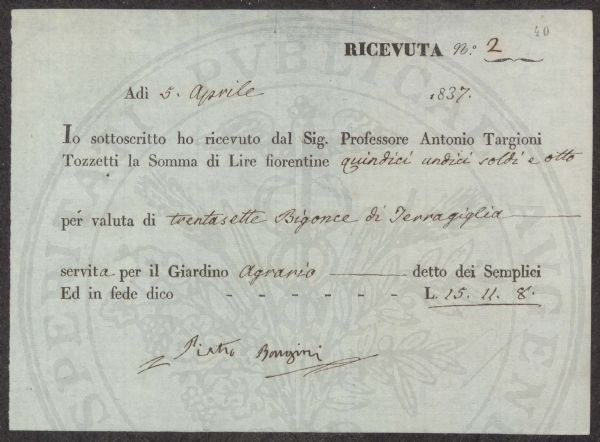 40
RICEVUTA N.º 2
Adì 5. Aprile 1837.
Io sottoscritto ho ricevuto dal Sig. Professore Antonio Targioni
Tozzetti la Somma di Lire fiorentine quindici undici soldi e otto
per valuta di trentasette Bigonce di Terragiglia
servita per il Giardino Agrario detto dei Semplici
Ed in fede dico - - - - - - L. 15. 11. 8.
Pietro Bongini